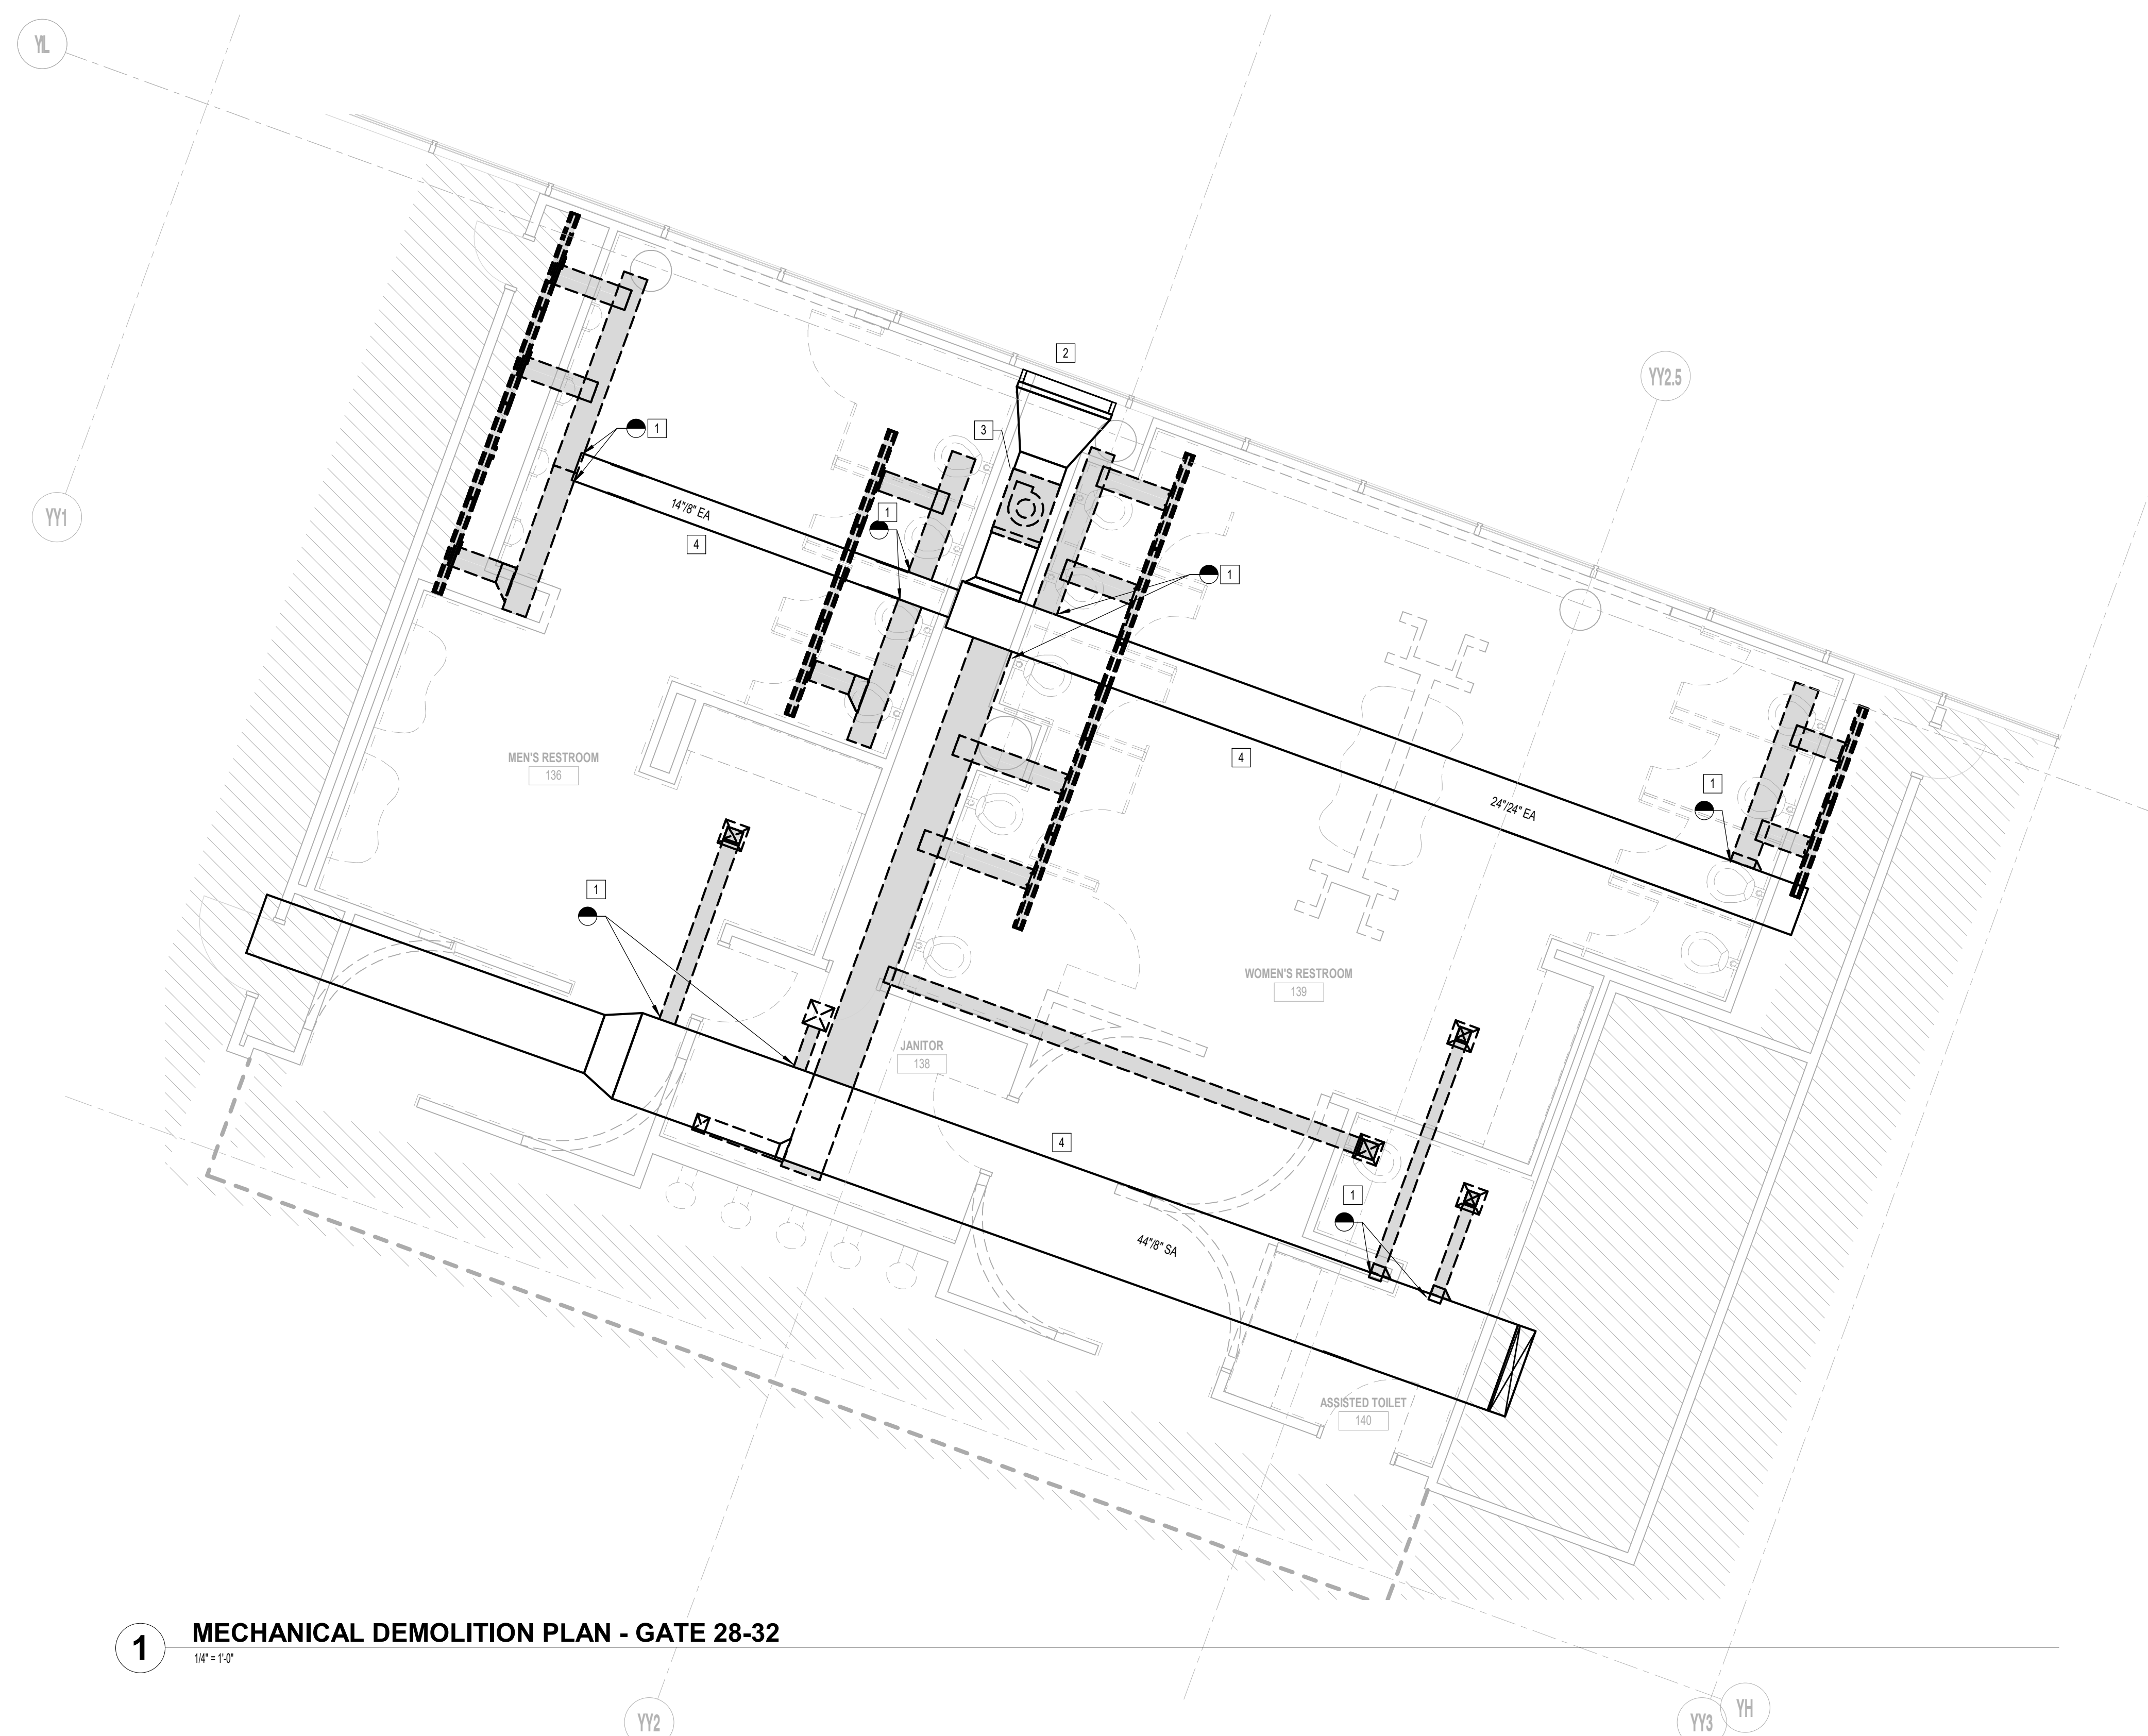 YL
2
YY2.5
1
3
YY1
14"/8" EA
1
4
1
MEN'S RESTROOM
136
4
1
24"/24" EA
1
WOMEN'S RESTROOM
139
JANITOR
138
4
1
44"/8" SA
ASSISTED TOILET
140
1
MECHANICAL DEMOLITION PLAN - GATE 28-32
1/4" = 1'-0"
YY2
YY3
YH